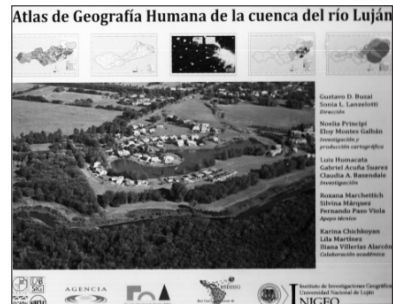 Atlas de Geografía Humana de la cuenca del río Luján
Gustavo D. Buzai
Sonia L. Lanzelotti
Dirección
Noelia Principi
Eloy Montes Galbán
Investigación y
producción cartográfica
Luis Humacata
Gabriel Acuña Suarez
Claudia A. Baxendale
Investigación
Roxana Marchettich
Silvina Márquez
Fernando Pazo Viola
Apoyo técnico
Karina Chichkoyan
Lila Martínez
Iliana Villerías Alarcón
Colaboración académica
AGENCIA
Instituto de Investigaciones Geográficas
Universidad Nacional de Luján
INIGEO